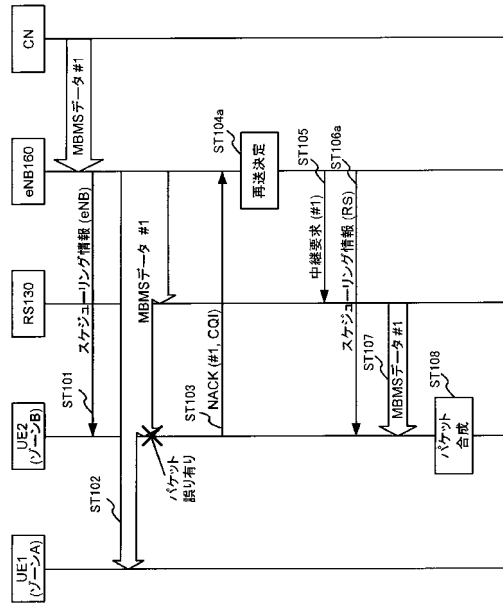 UE1
(ゾーンA)
UE2
(ゾーンB)
RS130
eNB160
CN
MBMSデータ #1
ST101
スケジューリング情報 (eNB)
ST102
MBMSデータ #1
パケット
誤り有り
ST103
NACK (#1, CQI)
ST104a
再送決定
ST105
中継要求 (#1)
ST106a
スケジューリング情報 (RS)
ST107
MBMSデータ #1
ST108
パケット
合成